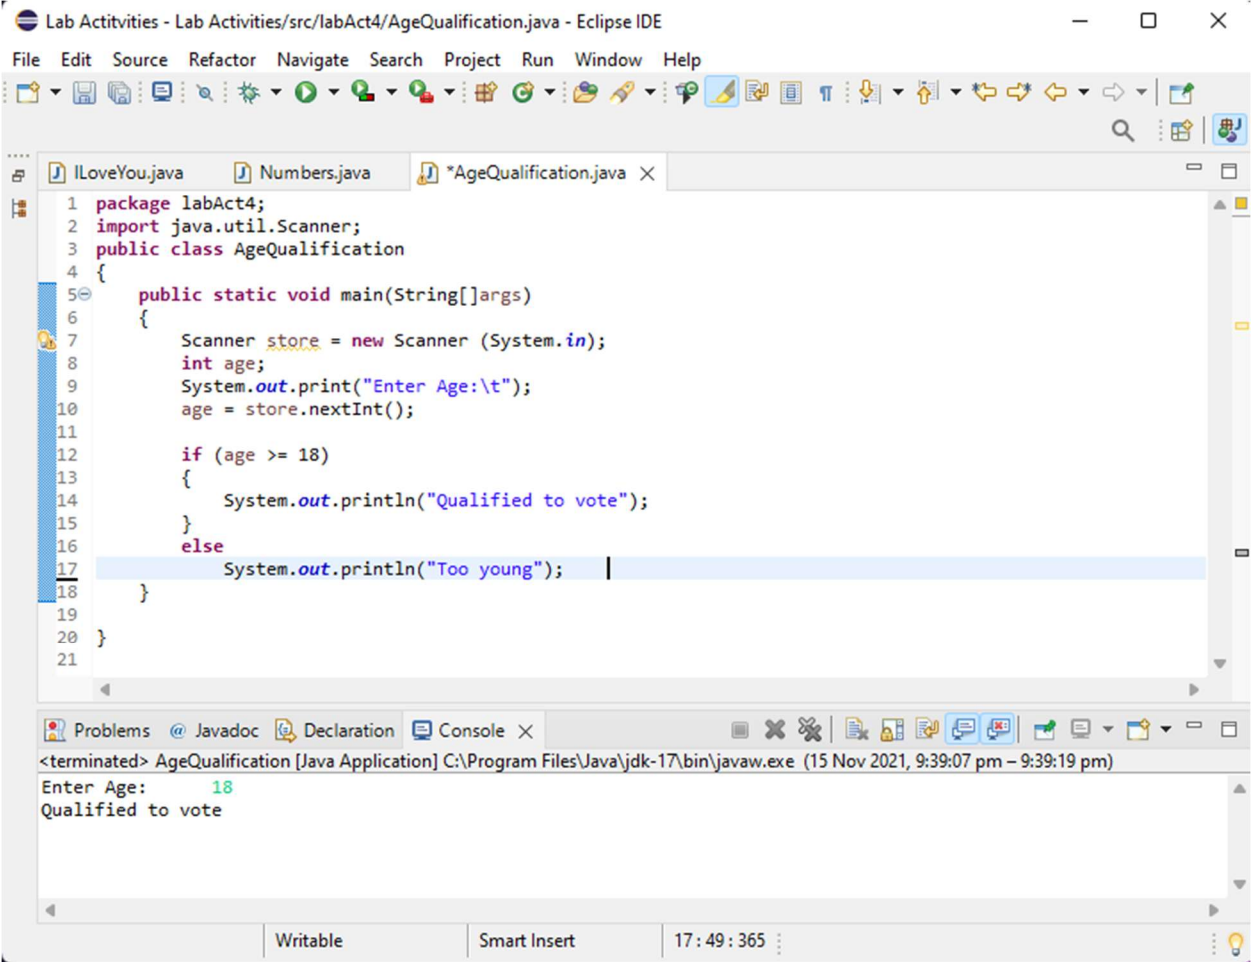 Lab Actitvities - Lab Activities/src/labAct4/AgeQualification.java - Eclipse IDE
File Edit Source Refactor Navigate Search Project Run Window Help
ILoveYou.java Numbers.java *AgeQualification.java
1 package labAct4;
2 import java.util.Scanner;
3 public class AgeQualification
4 {
5 public static void main(String[]args)
6 {
7 Scanner store = new Scanner (System.in);
8 int age;
9 System.out.print("Enter Age:\t");
10 age = store.nextInt();
11
12 if (age >= 18)
13 {
14 System.out.println("Qualified to vote");
15 }
16 else
17 System.out.println("Too young");
18 }
19
20 }
21
Problems @ Javadoc Declaration Console
<terminated> AgeQualification [Java Application] C:\Program Files\Java\jdk-17\bin\javaw.exe (15 Nov 2021, 9:39:07 pm – 9:39:19 pm)
Enter Age: 18
Qualified to vote
Writable Smart Insert 17 : 49 : 365